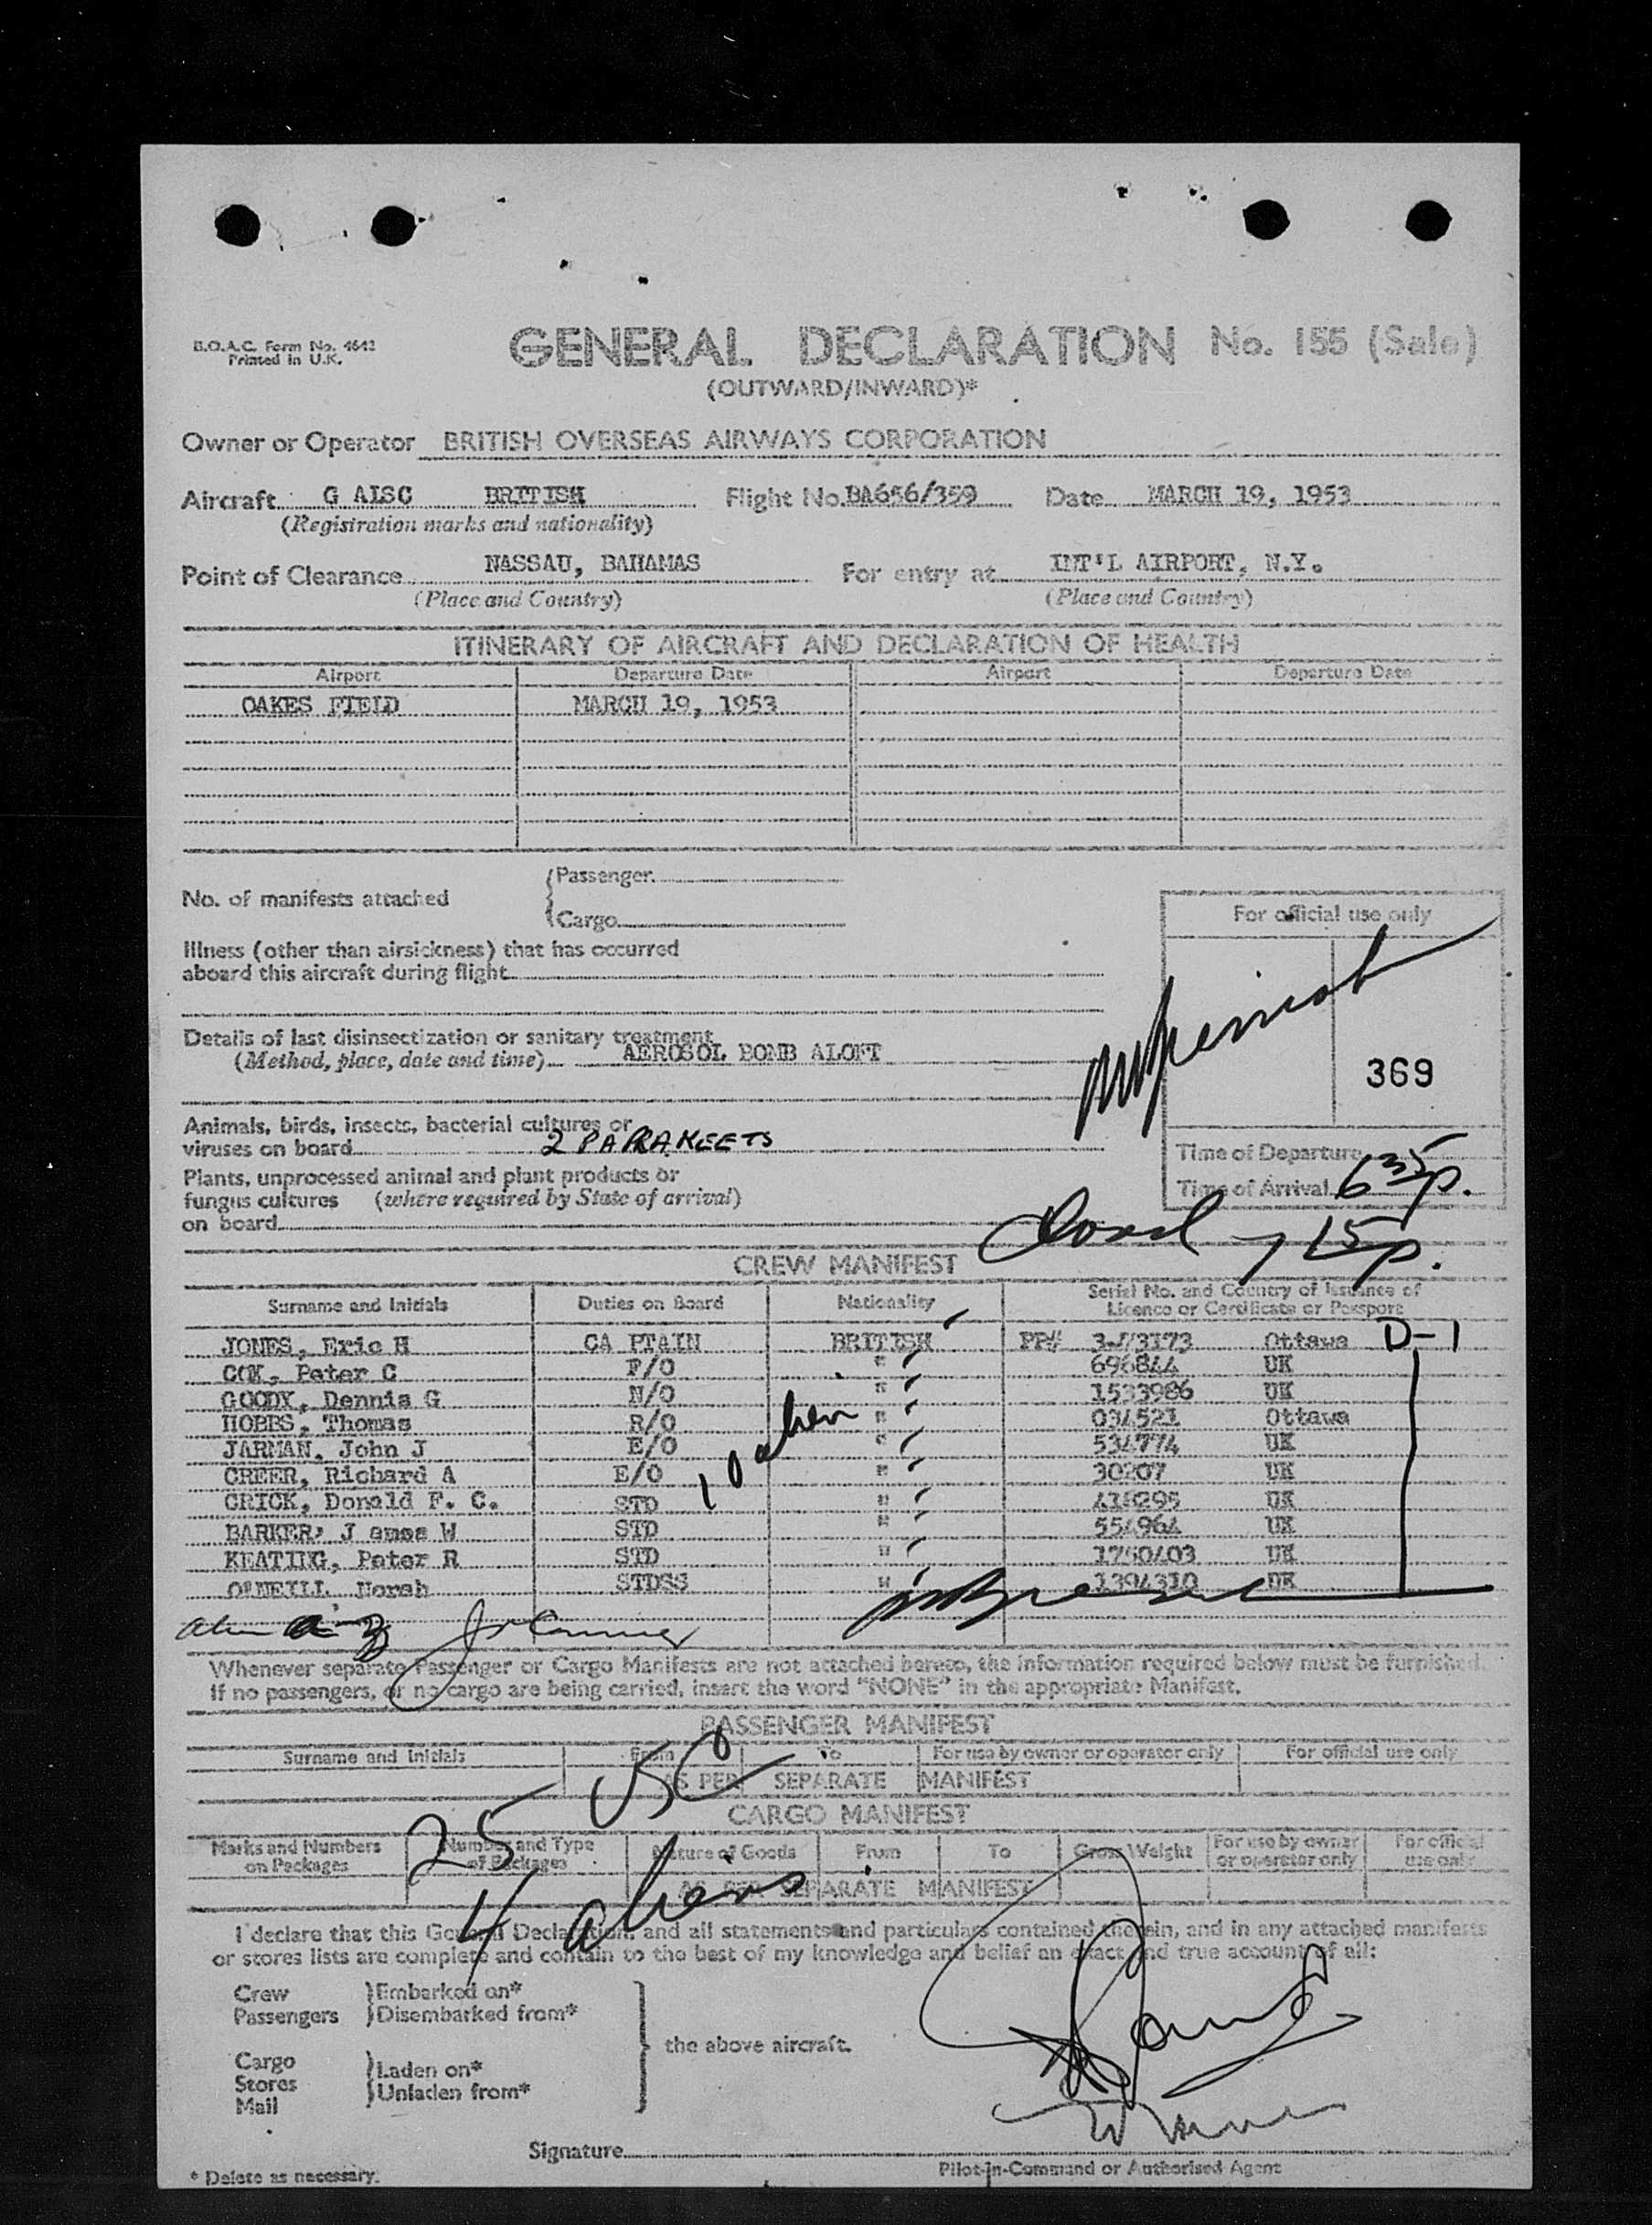 B.O.A.C. Form No. 4643
Printed in U.K.
GENERAL DECLARATION No. 155 (Sale)
(OUTWARD/INWARD)*
Owner or Operator BRITISH OVERSEAS AIRWAYS CORPORATION
Aircraft G AISC BRITISH Flight No. BA656/359 Date MARCH 19, 1953
(Registration marks and nationality)
Point of Clearance NASSAU, BAHAMAS For entry at INT'L AIRPORT, N.Y.
(Place and Country) (Place and Country)
ITINERARY OF AIRCRAFT AND DECLARATION OF HEALTH
Airport Departure Date Airport Departure Date
OAKES FIELD MARCH 19, 1953
No. of manifests attached
Passenger
Cargo
For official use only
Illness (other than airsickness) that has occurred
aboard this aircraft during flight
Details of last disinsectization or sanitary treatment
(Method, place, date and time) AEROSOL BOMB ALOFT
369
Animals, birds, insects, bacterial cultures or
viruses on board 2 PARAKEETS
Time of Departure
Plants, unprocessed animal and plant products or
fungus cultures (where required by State of arrival)
on board
Time of Arrival 6 35 p.
7 15 p.
CREW MANIFEST
Surname and Initials Duties on Board Nationality Serial No. and Country of Issuance of
Licence or Certificate or Passport
JONES, Eric H CA PTAIN BRITISH PP# Ottawa D-1
COX, Peter C F/O " 696844 UK
GOODY, Dennis G N/O " 1533986 UK
HOBBS, Thomas R/O " 034521 Ottawa
JARMAN, John J E/O " 534774 UK
GREER, Richard A E/O " 30207 UK
CRICK, Donald F. C. STD " 418295 UK
BARKER, J ames W STD " 554964 UK
KEATING, Peter R STD " 1750403 UK
O'NEILL Norah STDSS " 1394310 UK
10 alien
Whenever separate Passenger or Cargo Manifests are not attached hereto, the information required below must be furnished.
If no passengers, or no cargo are being carried, insert the word "NONE" in the appropriate Manifest.
PASSENGER MANIFEST
Surname and Initials From To For use by owner or operator only For official use only
AS PER SEPARATE MANIFEST
25 USC
CARGO MANIFEST
Marks and Numbers on Packages Number and Type of Packages Nature of Goods From To Gross Weight For use by owner or operator only For official use only
AS PER SEPARATE MANIFEST
4 aliens
I declare that this General Declaration, and all statements and particulars contained therein, and in any attached manifests
or stores lists are complete and contain to the best of my knowledge and belief an exact and true account of all:
Crew Embarked on*
Passengers Disembarked from*
the above aircraft.
Cargo
Stores
Mail
Laden on*
Unladen from*
Signature
Pilot-in-Command or Authorised Agent
* Delete as necessary.